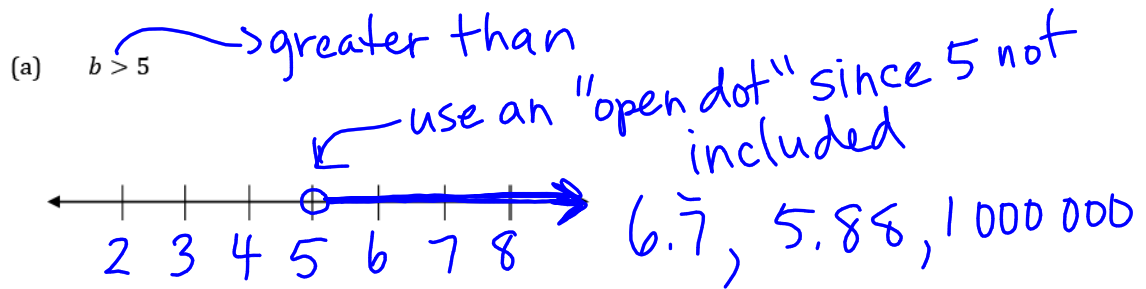 (a) b > 5 greater than
use an "open dot" since 5 not
included
6.7̄, 5.88, 1 000 000
2 3 4 5 6 7 8